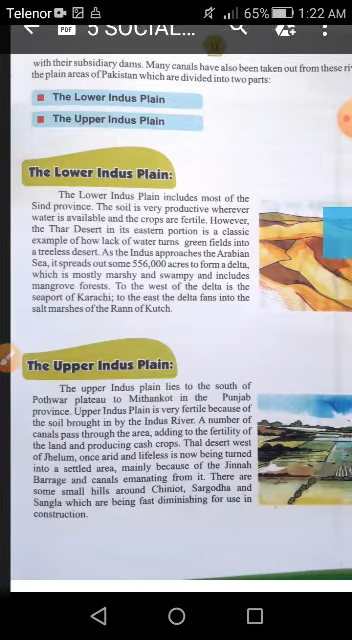 Telenor 65% 1:22 AM
PDF 5 SOCIAL...
13
with their subsidiary dams. Many canals have also been taken out from these ri
the plain areas of Pakistan which are divided into two parts:
The Lower Indus Plain
The Upper Indus Plain
The Lower Indus Plain:
The Lower Indus Plain includes most of the
Sind province. The soil is very productive wherever
water is available and the crops are fertile. However,
the Thar Desert in its eastern portion is a classic
example of how lack of water turns green fields into
a treeless desert. As the Indus approaches the Arabian
Sea, it spreads out some 556,000 acres to form a delta,
which is mostly marshy and swampy and includes
mangrove forests. To the west of the delta is the
seaport of Karachi; to the east the delta fans into the
salt marshes of the Rann of Kutch.
The Upper Indus Plain:
The upper Indus plain lies to the south of
Pothwar plateau to Mithankot in the Punjab
province. Upper Indus Plain is very fertile because of
the soil brought in by the Indus River. A number of
canals pass through the area, adding to the fertility of
the land and producing cash crops. Thal desert west
of Jhelum, once arid and lifeless is now being turned
into a settled area, mainly because of the Jinnah
Barrage and canals emanating from it. There are
some small hills around Chiniot, Sargodha and
Sangla which are being fast diminishing for use in
construction.